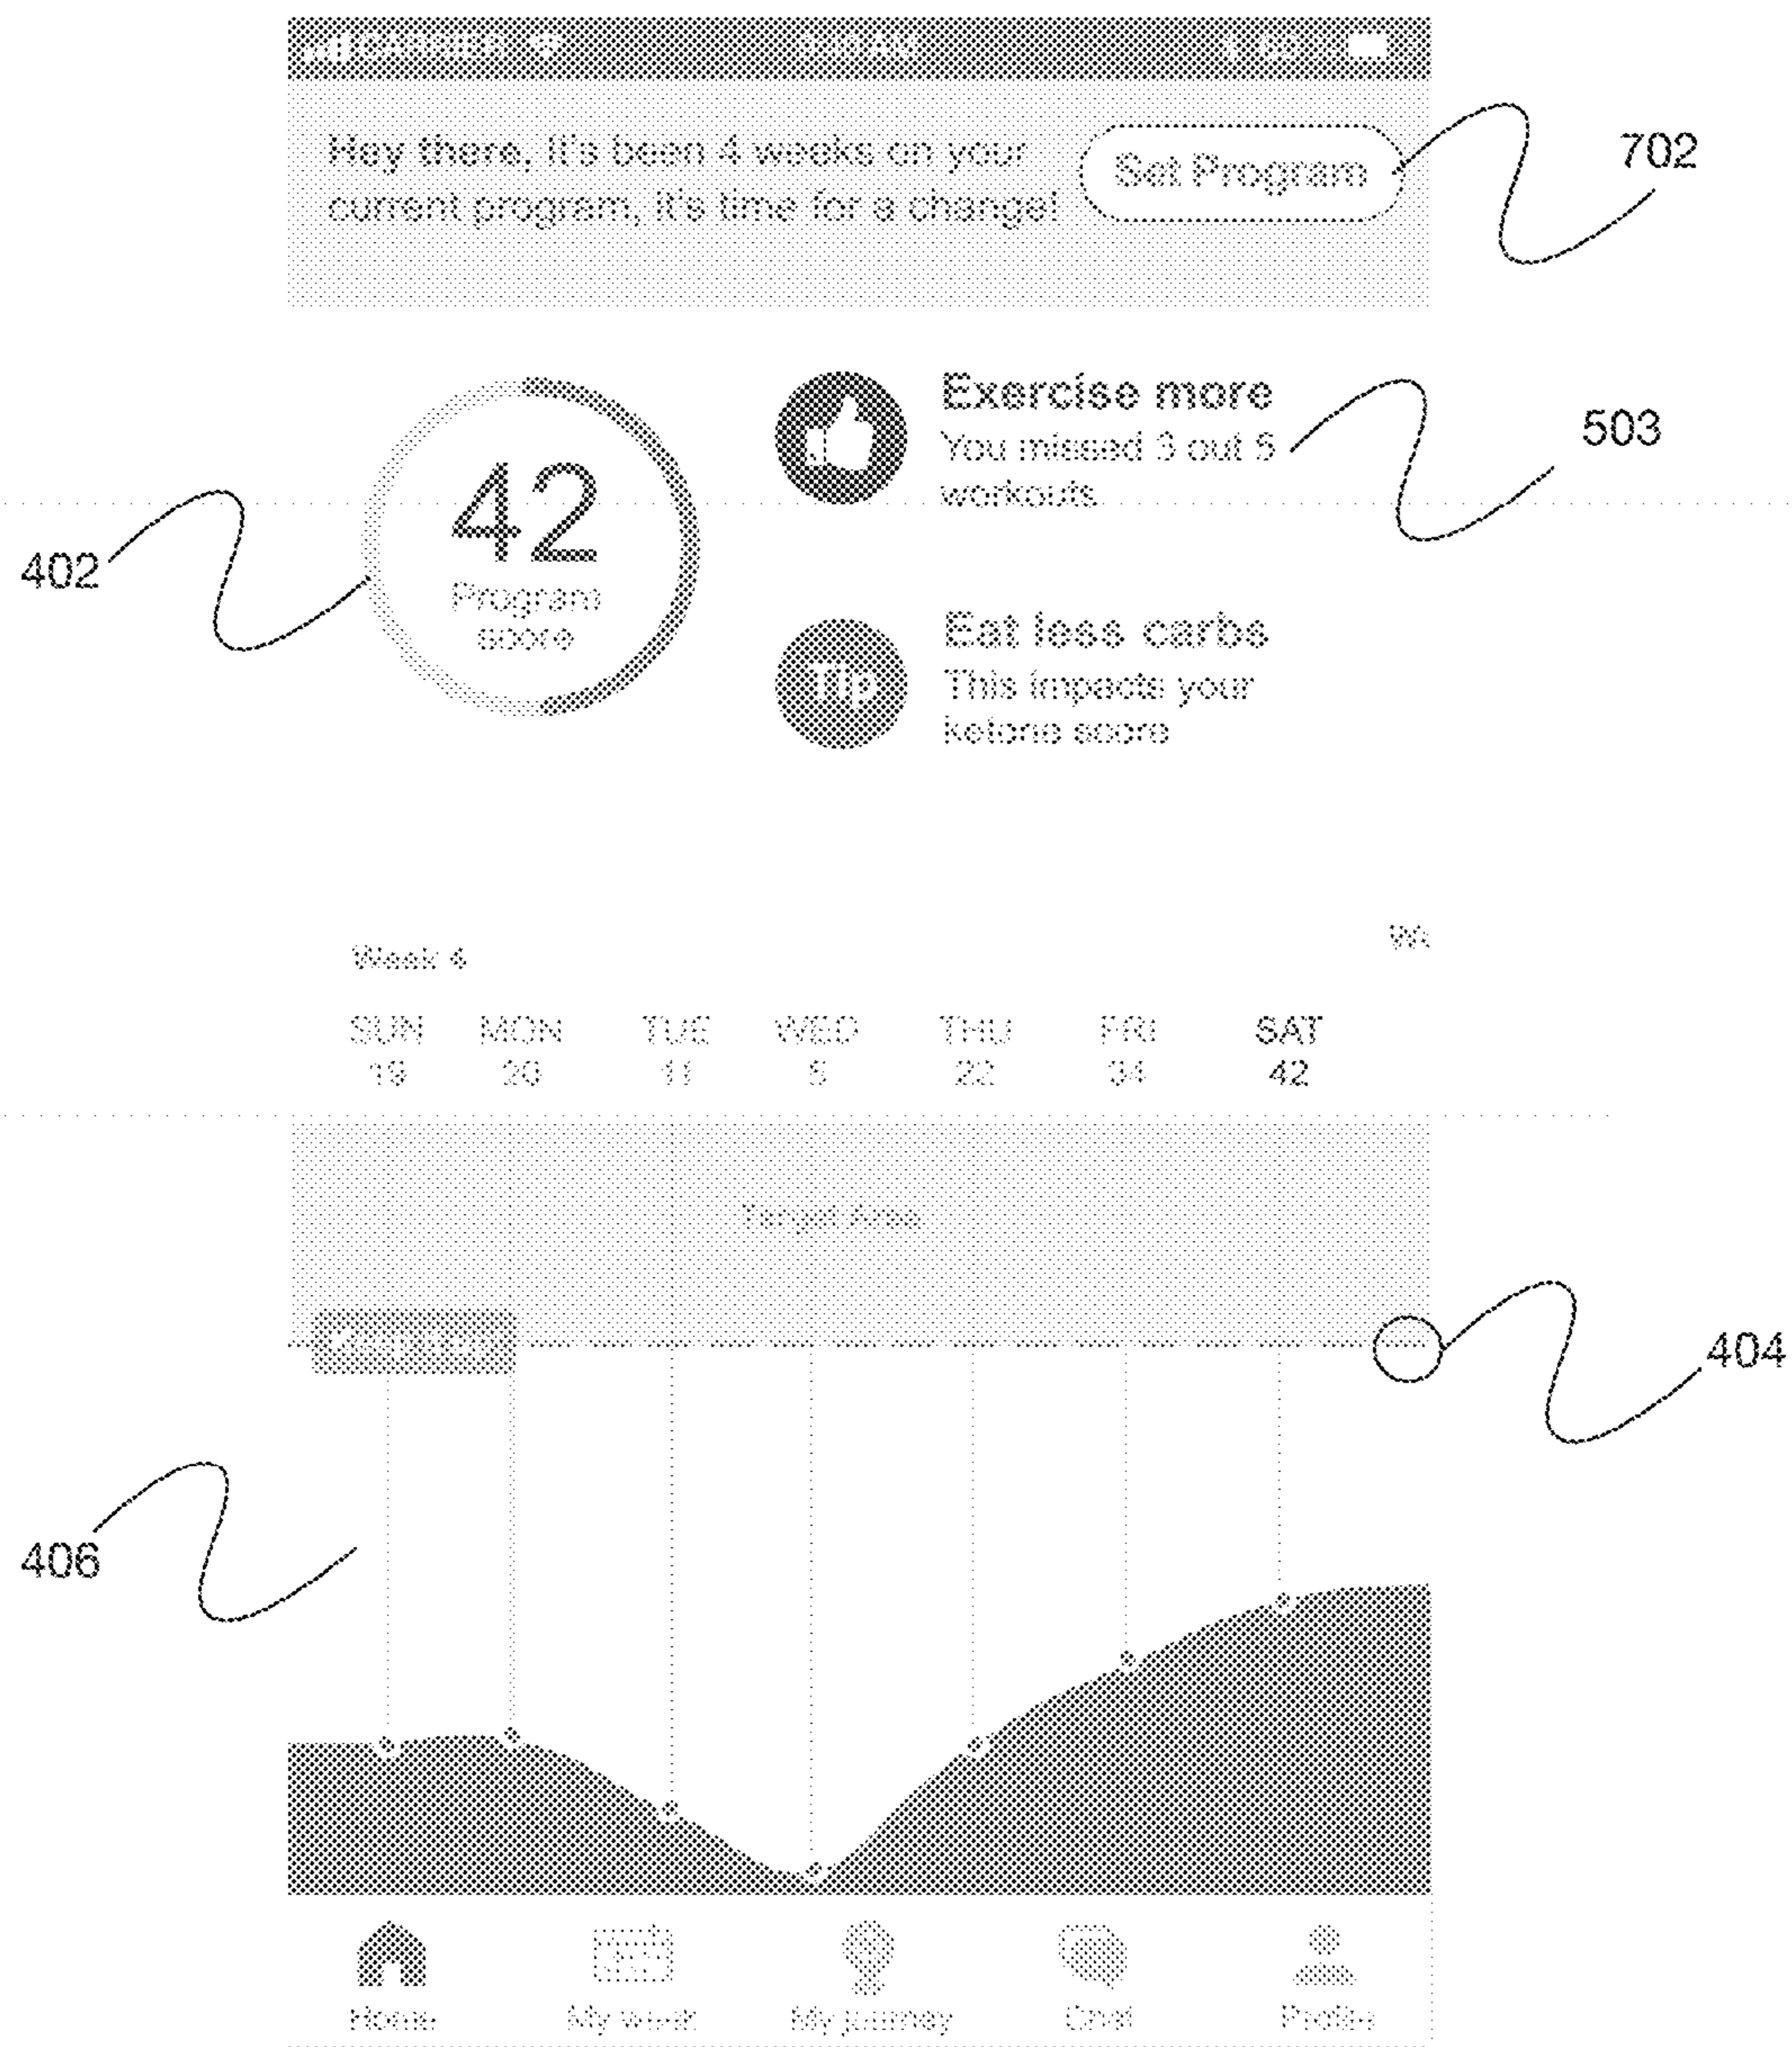 CARRIER
Hey there, it's been 4 weeks on your
current program, it's time for a change!
Set Program
702
Exercise more
You missed 3 out 5
workouts
503
42
Program
score
402
Tip
Eat less carbs
This impacts your
ketone score
Week 4
SUN MON TUE WED THU FRI SAT
19 20 11 5 22 34 42
Target Area
404
406
Home My week My journey Chat Profile